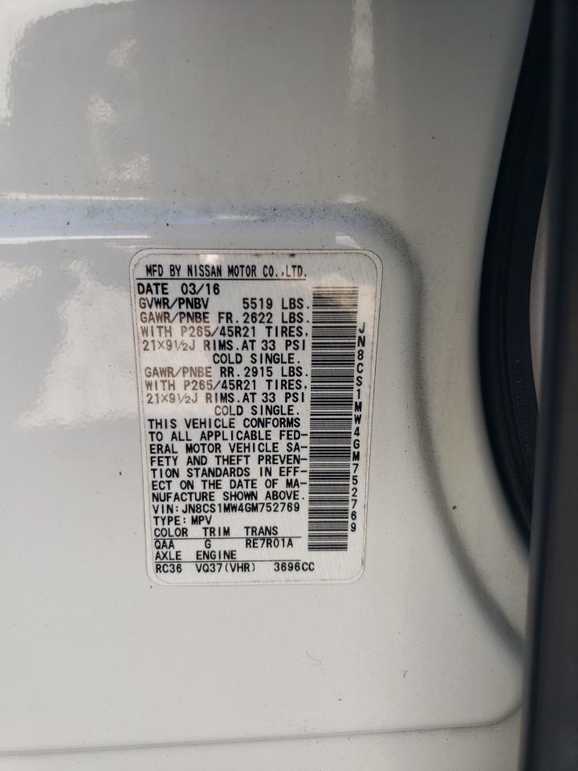 MFD BY NISSAN MOTOR CO.,LTD.
DATE 03/16
GVWR/PNBV 5519 LBS.
GAWR/PNBE FR. 2622 LBS.
WITH P265/45R21 TIRES,
21×9½J RIMS.AT 33 PSI
COLD SINGLE.
GAWR/PNBE RR. 2915 LBS.
WITH P265/45R21 TIRES,
21×9½J RIMS.AT 33 PSI
COLD SINGLE.
THIS VEHICLE CONFORMS
TO ALL APPLICABLE FED-
ERAL MOTOR VEHICLE SA-
FETY AND THEFT PREVEN-
TION STANDARDS IN EFF-
ECT ON THE DATE OF MA-
NUFACTURE SHOWN ABOVE.
VIN:JN8CS1MW4GM752769
TYPE:MPV
COLOR TRIM TRANS
QAA G RE7R01A
AXLE ENGINE
RC36 VQ37(VHR) 3696CC
JN8CS1MW4GM752769